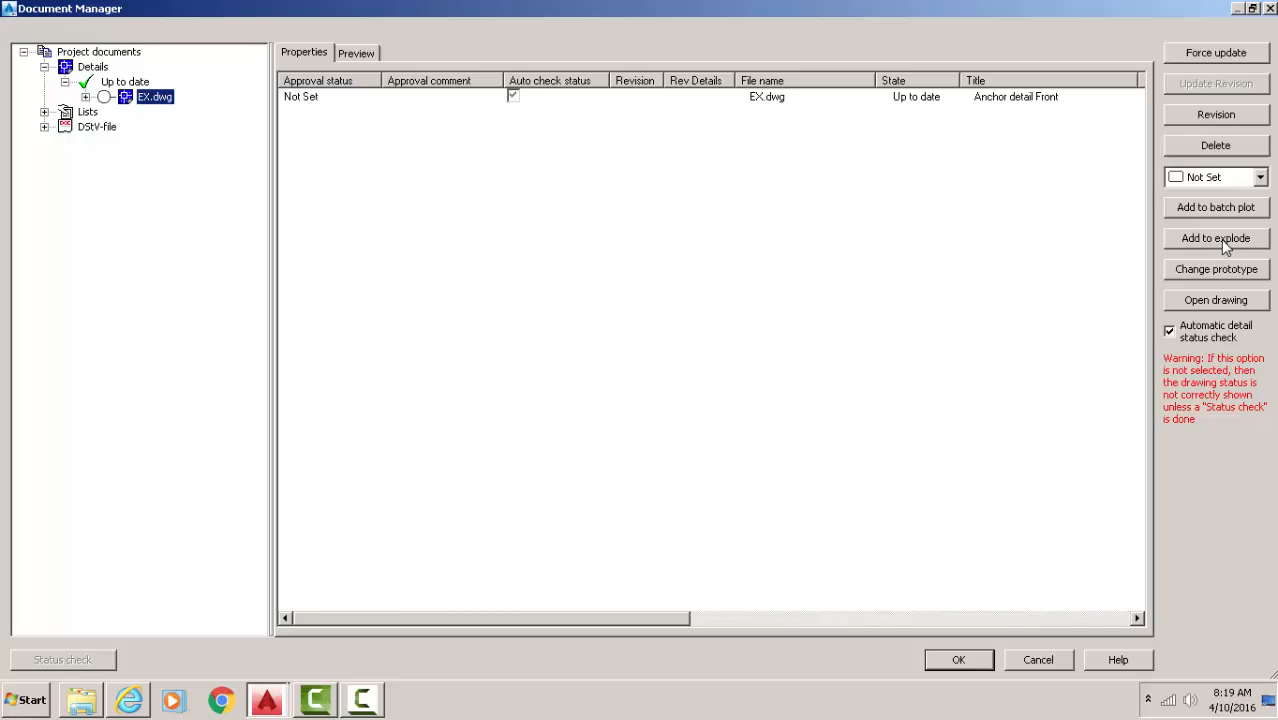 Document Manager
Project documents
Details
Up to date
EX.dwg
Lists
DStV-file
Properties
Preview
Approval status Approval comment Auto check status Revision Rev Details File name State Title
Not Set EX.dwg Up to date Anchor detail Front
Force update
Update Revision
Revision
Delete
Not Set
Add to batch plot
Add to explode
Change prototype
Open drawing
Automatic detail
status check
Warning: If this option
is not selected, then
the drawing status is
not correctly shown
unless a "Status check"
is done
Status check
OK
Cancel
Help
Start
8:19 AM
4/10/2016